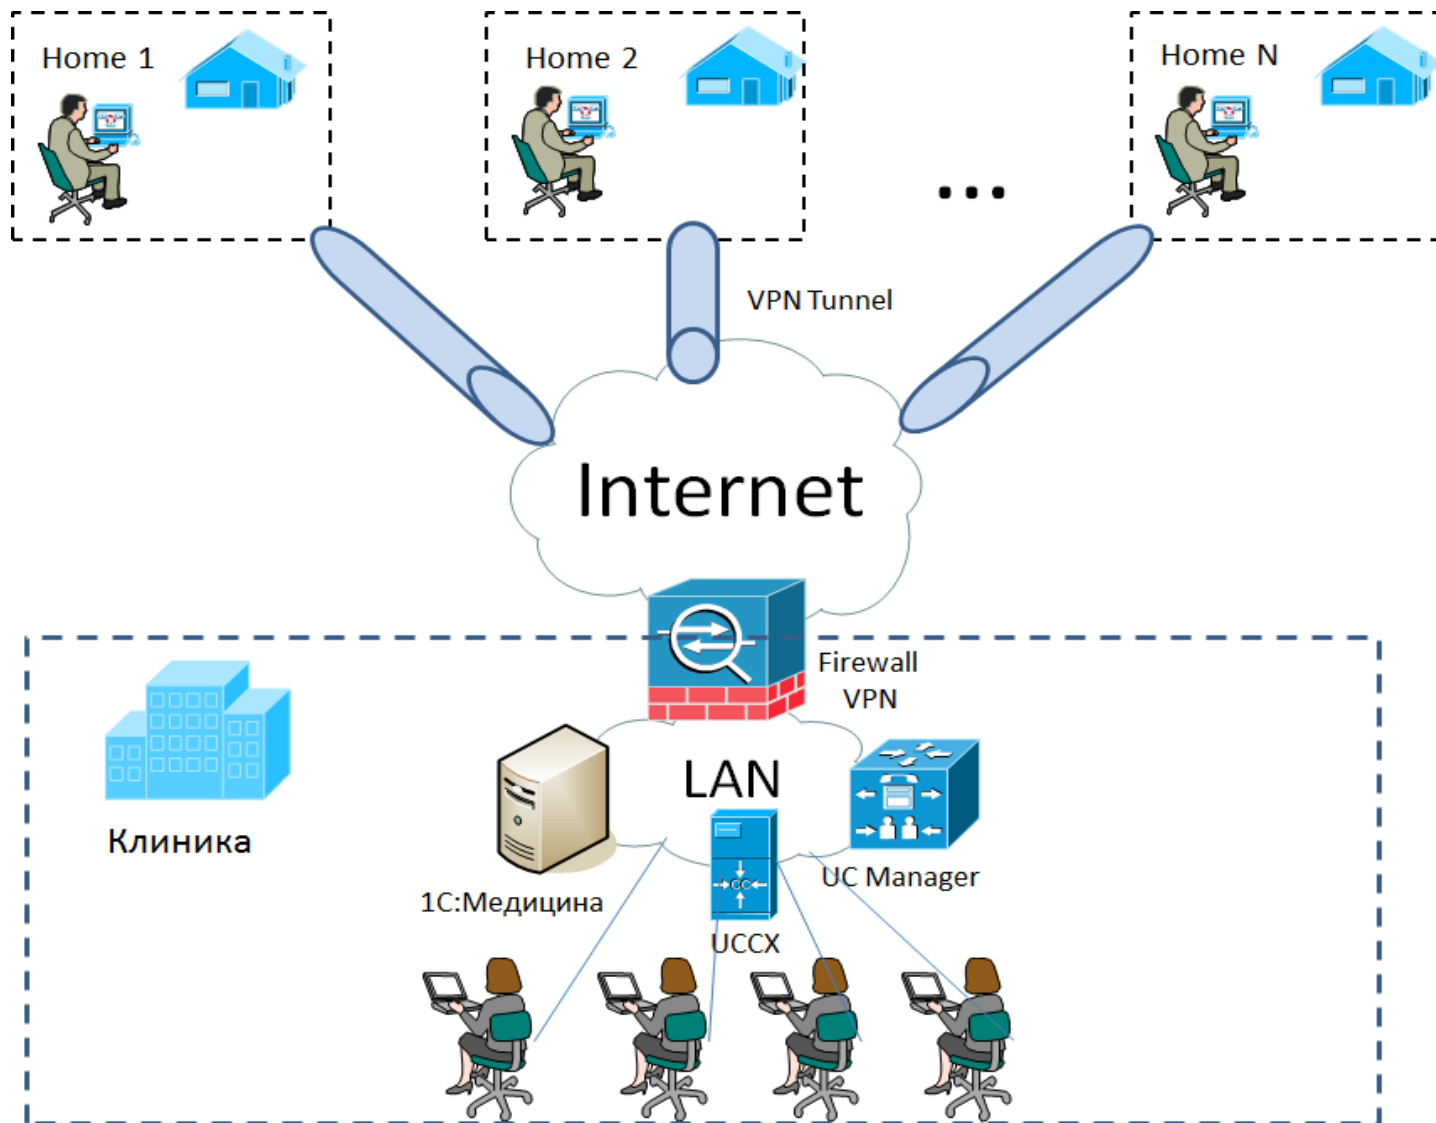 Home 1
Home 2
Home N
...
VPN Tunnel
Internet
Firewall
VPN
LAN
Клиника
UC Manager
1С:Медицина
UCCX